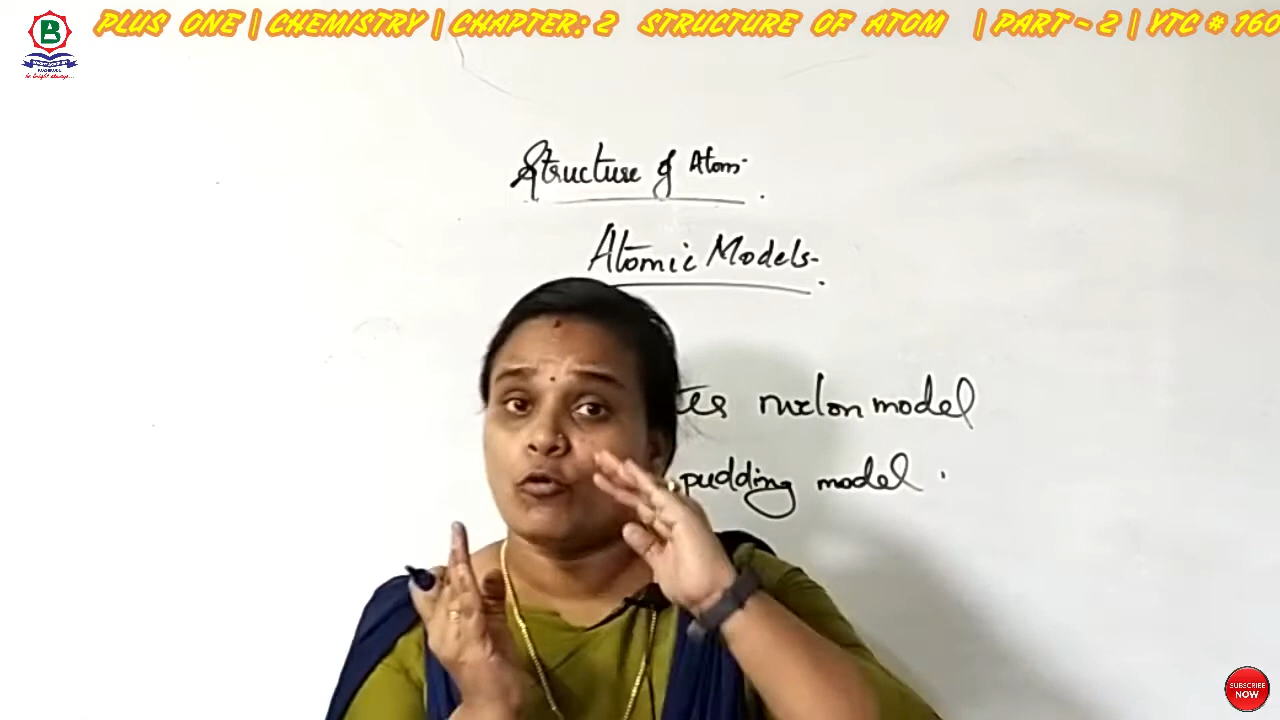 PLUS ONE | CHEMISTRY | CHAPTER: 2 STRUCTURE OF ATOM | PART - 2 | YTC # 160
B
Structure of Atom.
Atomic Models.
melon model
pudding model.
SUBSCRIBE
NOW